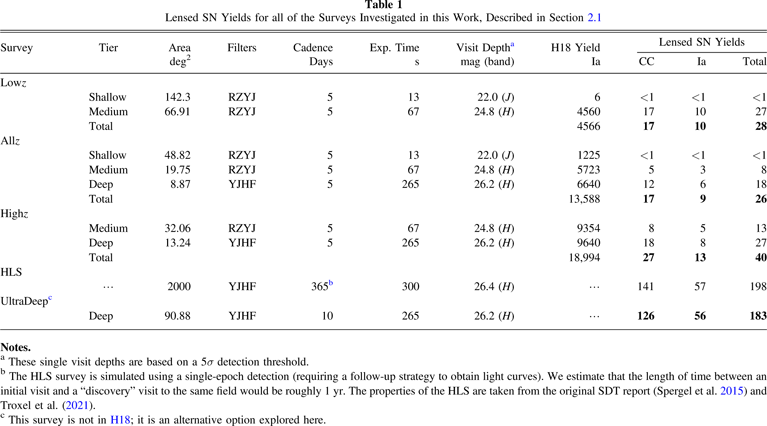 Table 1
Lensed SN Yields for all of the Surveys Investigated in this Work, Described in Section 2.1
Survey Tier Area Filters Cadence Exp. Time Visit Depthᵃ H18 Yield Lensed SN Yields
deg² Days s mag (band) Ia CC Ia Total
Lowz
Shallow 142.3 RZYJ 5 13 22.0 (J) 6 <1 <1 <1
Medium 66.91 RZYJ 5 67 24.8 (H) 4560 17 10 27
Total 4566 17 10 28
Allz
Shallow 48.82 RZYJ 5 13 22.0 (J) 1225 <1 <1 <1
Medium 19.75 RZYJ 5 67 24.8 (H) 5723 5 3 8
Deep 8.87 YJHF 5 265 26.2 (H) 6640 12 6 18
Total 13,588 17 9 26
Highz
Medium 32.06 RZYJ 5 67 24.8 (H) 9354 8 5 13
Deep 13.24 YJHF 5 265 26.2 (H) 9640 18 8 27
Total 18,994 27 13 40
HLS
⋯ 2000 YJHF 365ᵇ 300 26.4 (H) ⋯ 141 57 198
UltraDeepᶜ
Deep 90.88 YJHF 10 265 26.2 (H) ⋯ 126 56 183
Notes.
ᵃ These single visit depths are based on a 5σ detection threshold.
ᵇ The HLS survey is simulated using a single-epoch detection (requiring a follow-up strategy to obtain light curves). We estimate that the length of time between an
initial visit and a “discovery” visit to the same field would be roughly 1 yr. The properties of the HLS are taken from the original SDT report (Spergel et al. 2015) and
Troxel et al. (2021).
ᶜ This survey is not in H18; it is an alternative option explored here.